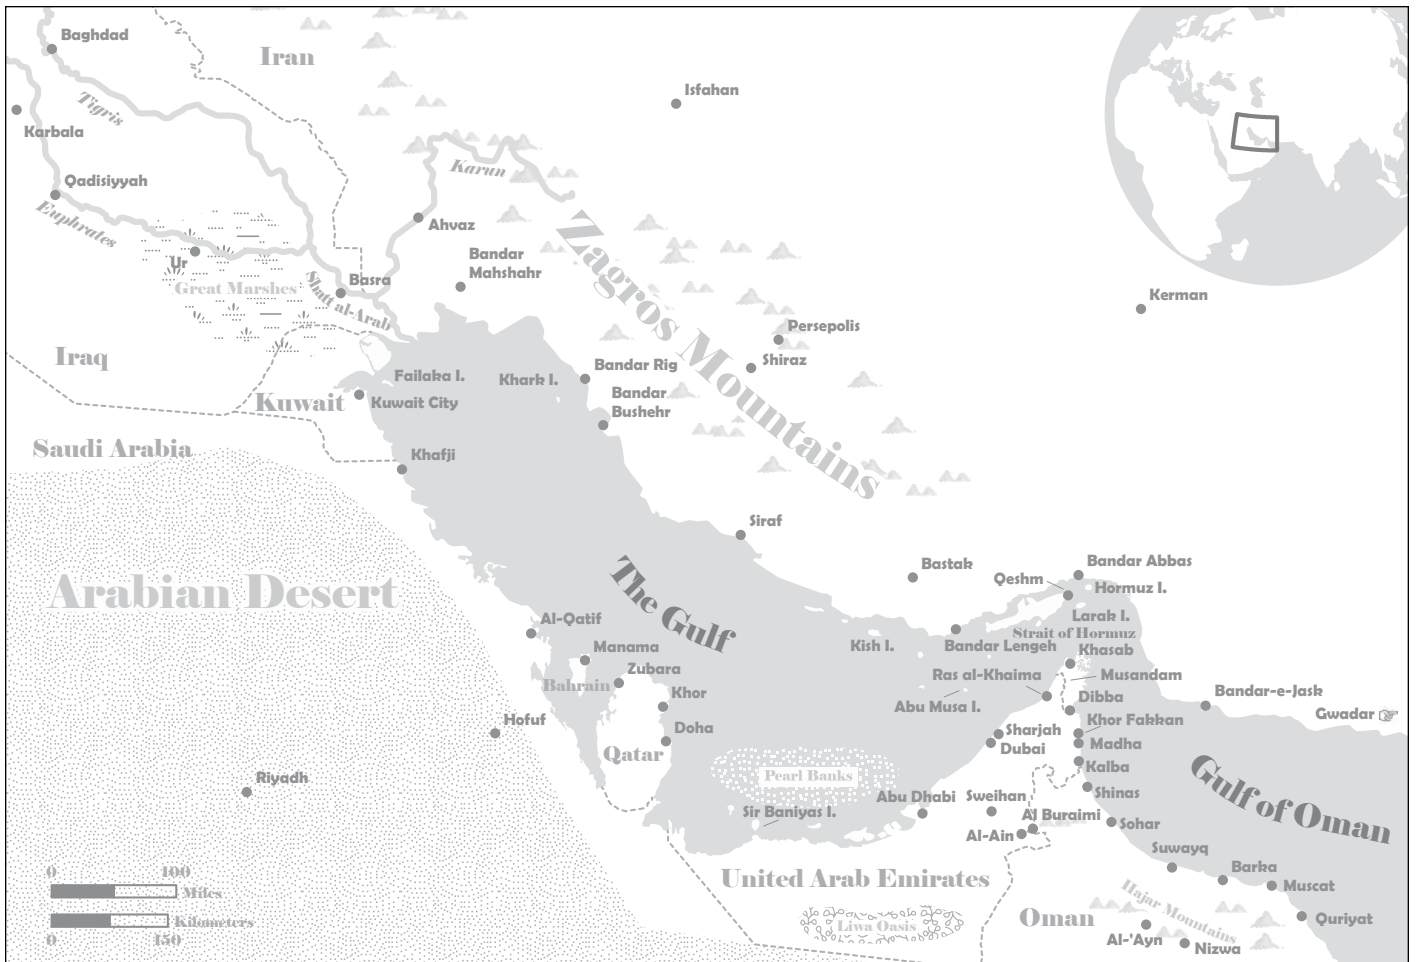 Baghdad
Iran
Isfahan
Tigris
Karbala
Karun
Qadisiyyah
Euphrates
Ahvaz
Zagros Mountains
Ur
Bandar
Mahshahr
Great Marshes
Basra
Shatt al-Arab
Kerman
Persepolis
Iraq
Shiraz
Bandar Rig
Failaka I.
Khark I.
Kuwait
Kuwait City
Bandar
Bushehr
Saudi Arabia
Khafji
Siraf
Bastak
Bandar Abbas
Qeshm
Hormuz I.
Arabian Desert
The Gulf
Larak I.
Al-Qatif
Strait of Hormuz
Kish I.
Bandar Lengeh
Khasab
Manama
Zubara
Bahrain
Ras al-Khaima
Musandam
Khor
Abu Musa I.
Dibba
Bandar-e-Jask
Gwadar ☞
Hofuf
Doha
Khor Fakkan
Sharjah
Dubai
Madha
Qatar
Kalba
Pearl Banks
Riyadh
Gulf of Oman
Abu Dhabi
Sweihan
Shinas
Sir Baniyas I.
Al Buraimi
Sohar
Al-Ain
Suwayq
Barka
0 100
Miles
United Arab Emirates
Muscat
Hajar Mountains
Oman
Quriyat
Kilometers
0 150
Liwa Oasis
Al-'Ayn
Nizwa